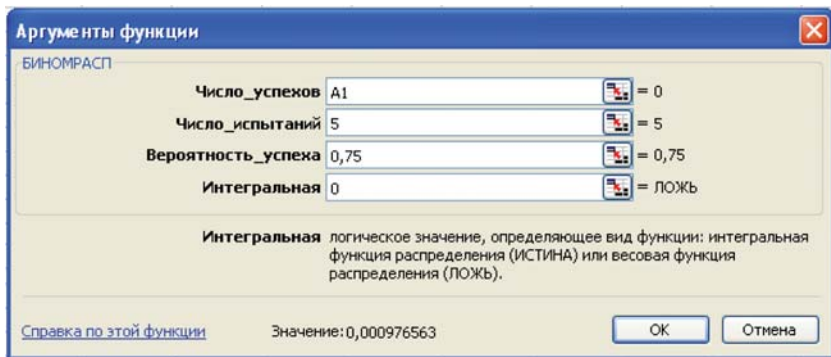 Аргументы функции
БИНОМРАСП
Число_успехов A1 = 0
Число_испытаний 5 = 5
Вероятность_успеха 0,75 = 0,75
Интегральная 0 = ЛОЖЬ
Интегральная логическое значение, определяющее вид функции: интегральная
функция распределения (ИСТИНА) или весовая функция
распределения (ЛОЖЬ).
Справка по этой функции Значение:0,000976563 ОК Отмена